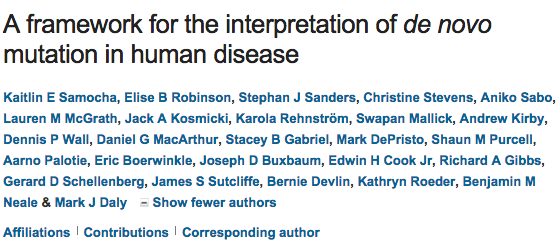 A framework for the interpretation of de novo
mutation in human disease
Kaitlin E Samocha, Elise B Robinson, Stephan J Sanders, Christine Stevens, Aniko Sabo,
Lauren M McGrath, Jack A Kosmicki, Karola Rehnström, Swapan Mallick, Andrew Kirby,
Dennis P Wall, Daniel G MacArthur, Stacey B Gabriel, Mark DePristo, Shaun M Purcell,
Aarno Palotie, Eric Boerwinkle, Joseph D Buxbaum, Edwin H Cook Jr, Richard A Gibbs,
Gerard D Schellenberg, James S Sutcliffe, Bernie Devlin, Kathryn Roeder, Benjamin M
Neale & Mark J Daly Show fewer authors
Affiliations | Contributions | Corresponding author